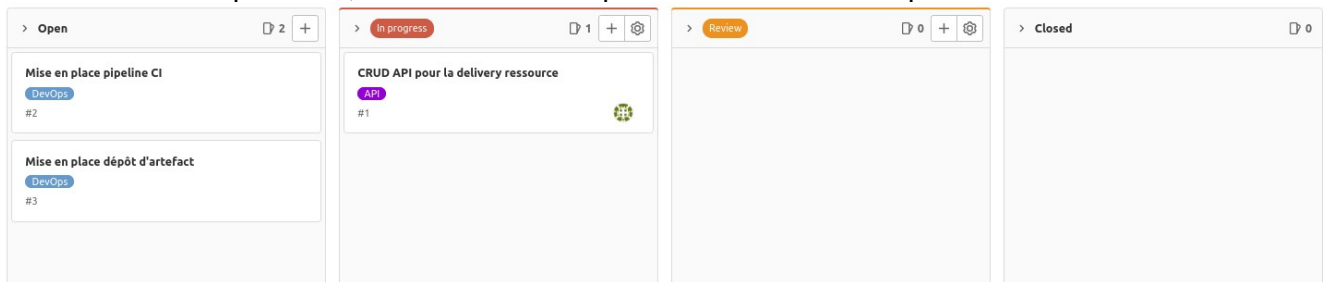 Open 2
Mise en place pipeline CI
DevOps
#2
Mise en place dépôt d'artefact
DevOps
#3
In progress 1
CRUD API pour la delivery ressource
API
#1
Review 0
Closed 0